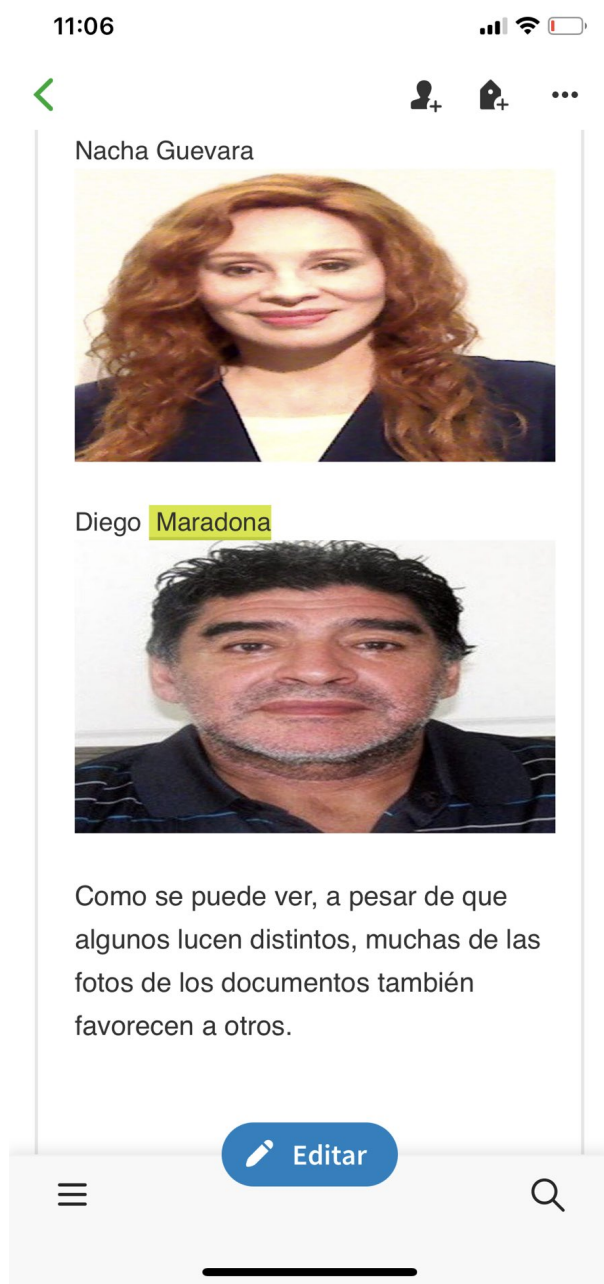 11:06
Nacha Guevara
Diego Maradona
Como se puede ver, a pesar de que
algunos lucen distintos, muchas de las
fotos de los documentos también
favorecen a otros.
Editar